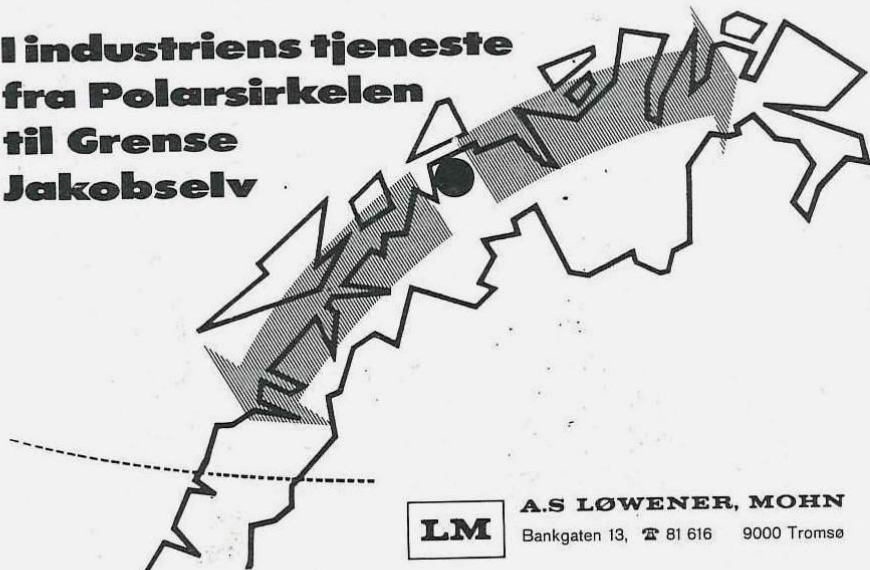 I industriens tjeneste
fra Polarsirkelen
til Grense
Jakobselv
LM
A.S LØWENER, MOHN
Bankgaten 13, ☎ 81 616 9000 Tromsø